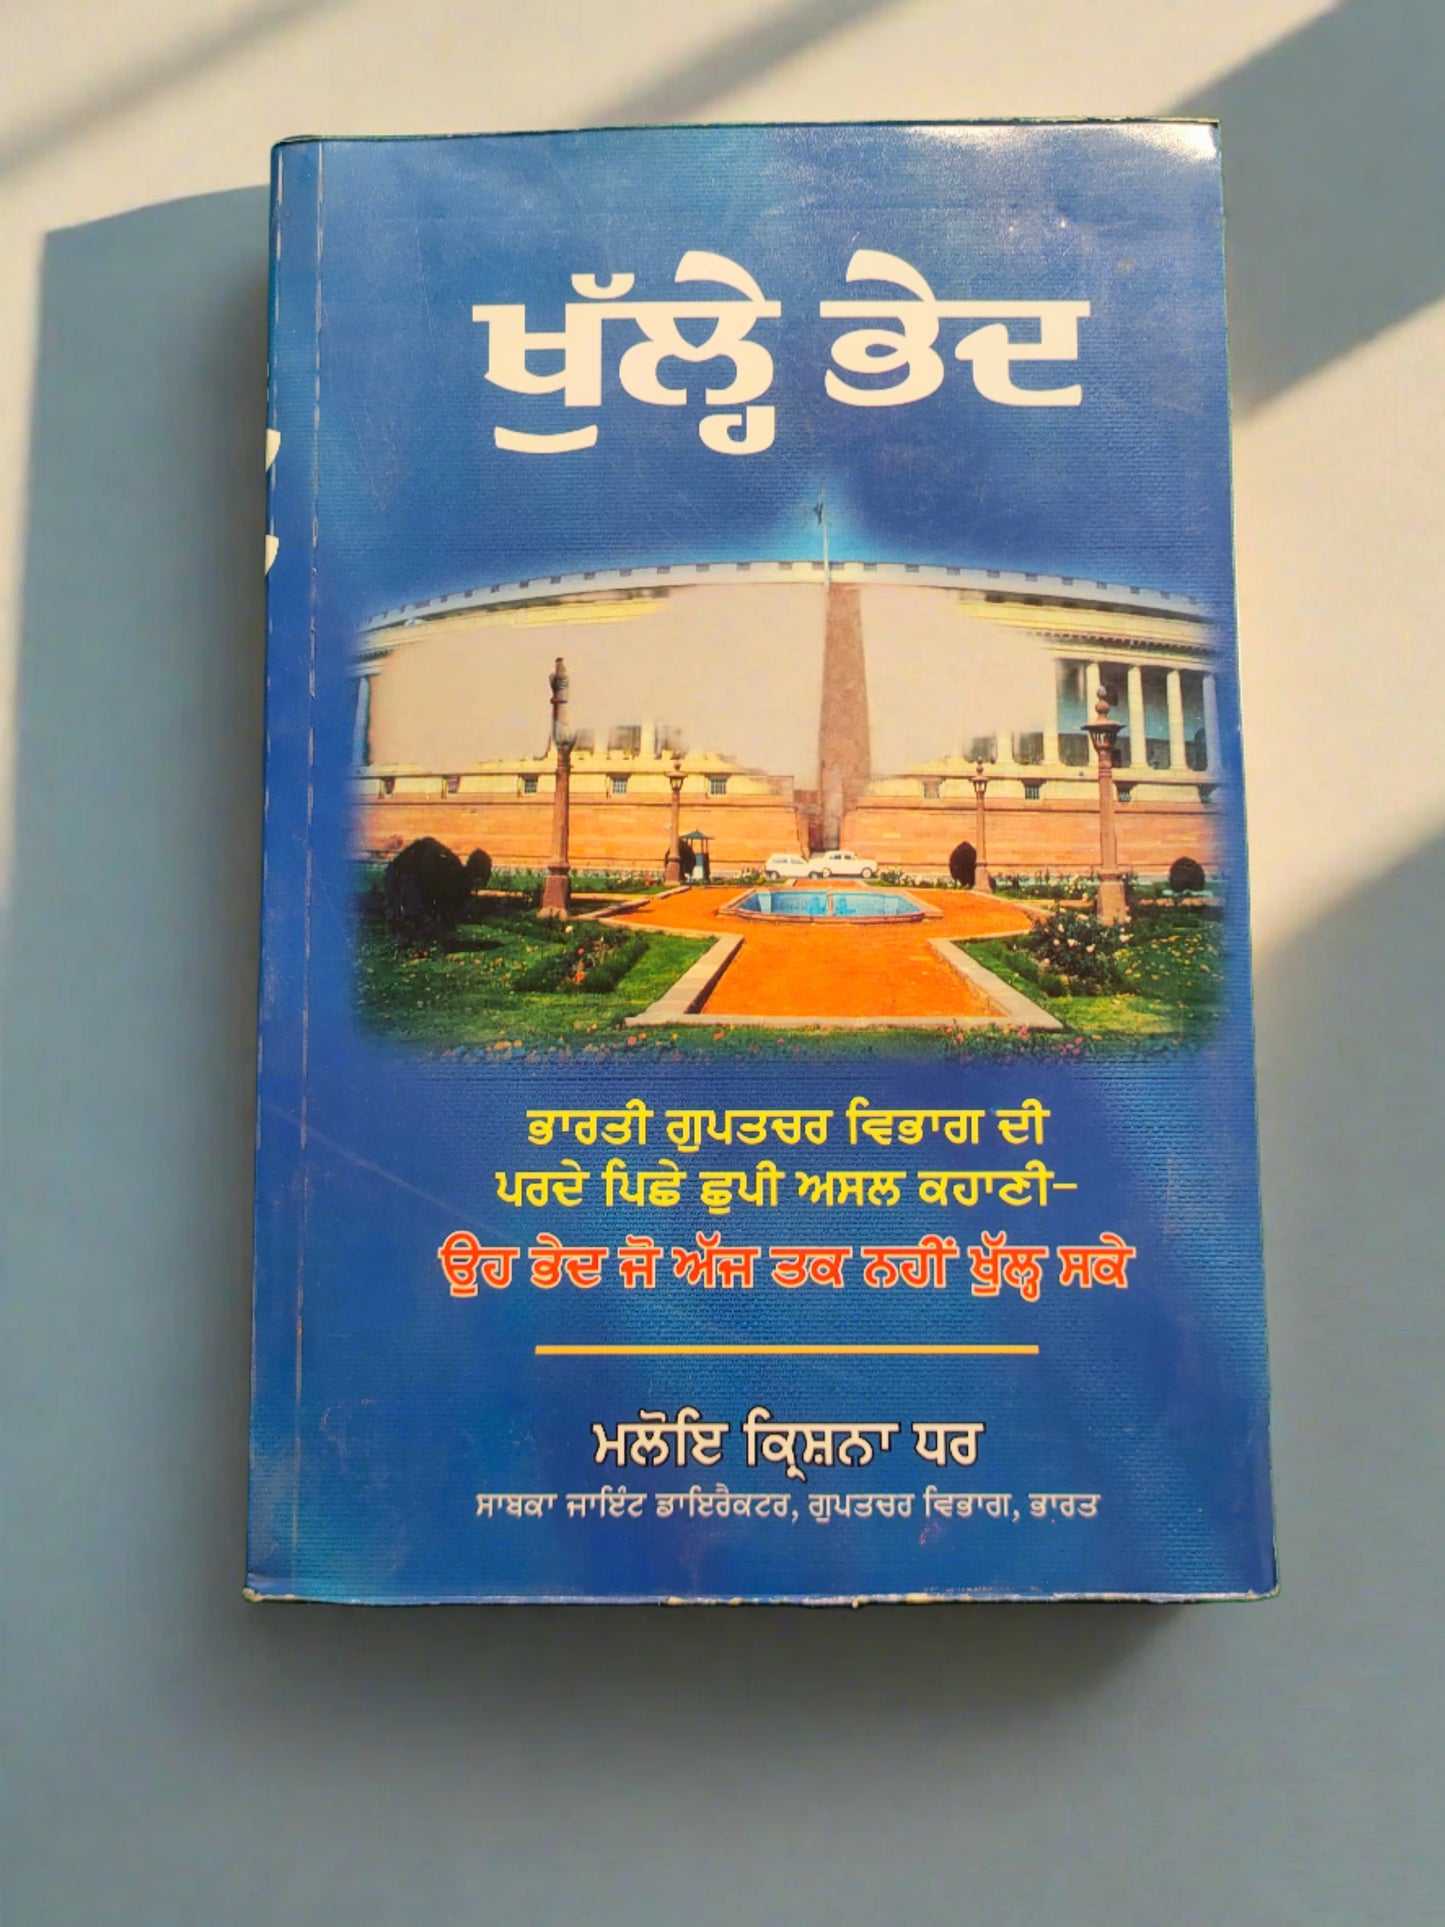 ਖੁੱਲ੍ਹੇ ਭੇਦ
ਭਾਰਤੀ ਗੁਪਤਚਰ ਵਿਭਾਗ ਦੀ
ਪਰਦੇ ਪਿਛੇ ਛੁਪੀ ਅਸਲ ਕਹਾਣੀ–
ਉਹ ਭੇਦ ਜੋ ਅੱਜ ਤਕ ਨਹੀਂ ਖੁੱਲ੍ਹ ਸਕੇ
ਮਲੋਇ ਕ੍ਰਿਸ਼ਨਾ ਧਰ
ਸਾਬਕਾ ਜਾਇੰਟ ਡਾਇਰੈਕਟਰ, ਗੁਪਤਚਰ ਵਿਭਾਗ, ਭਾਰਤ